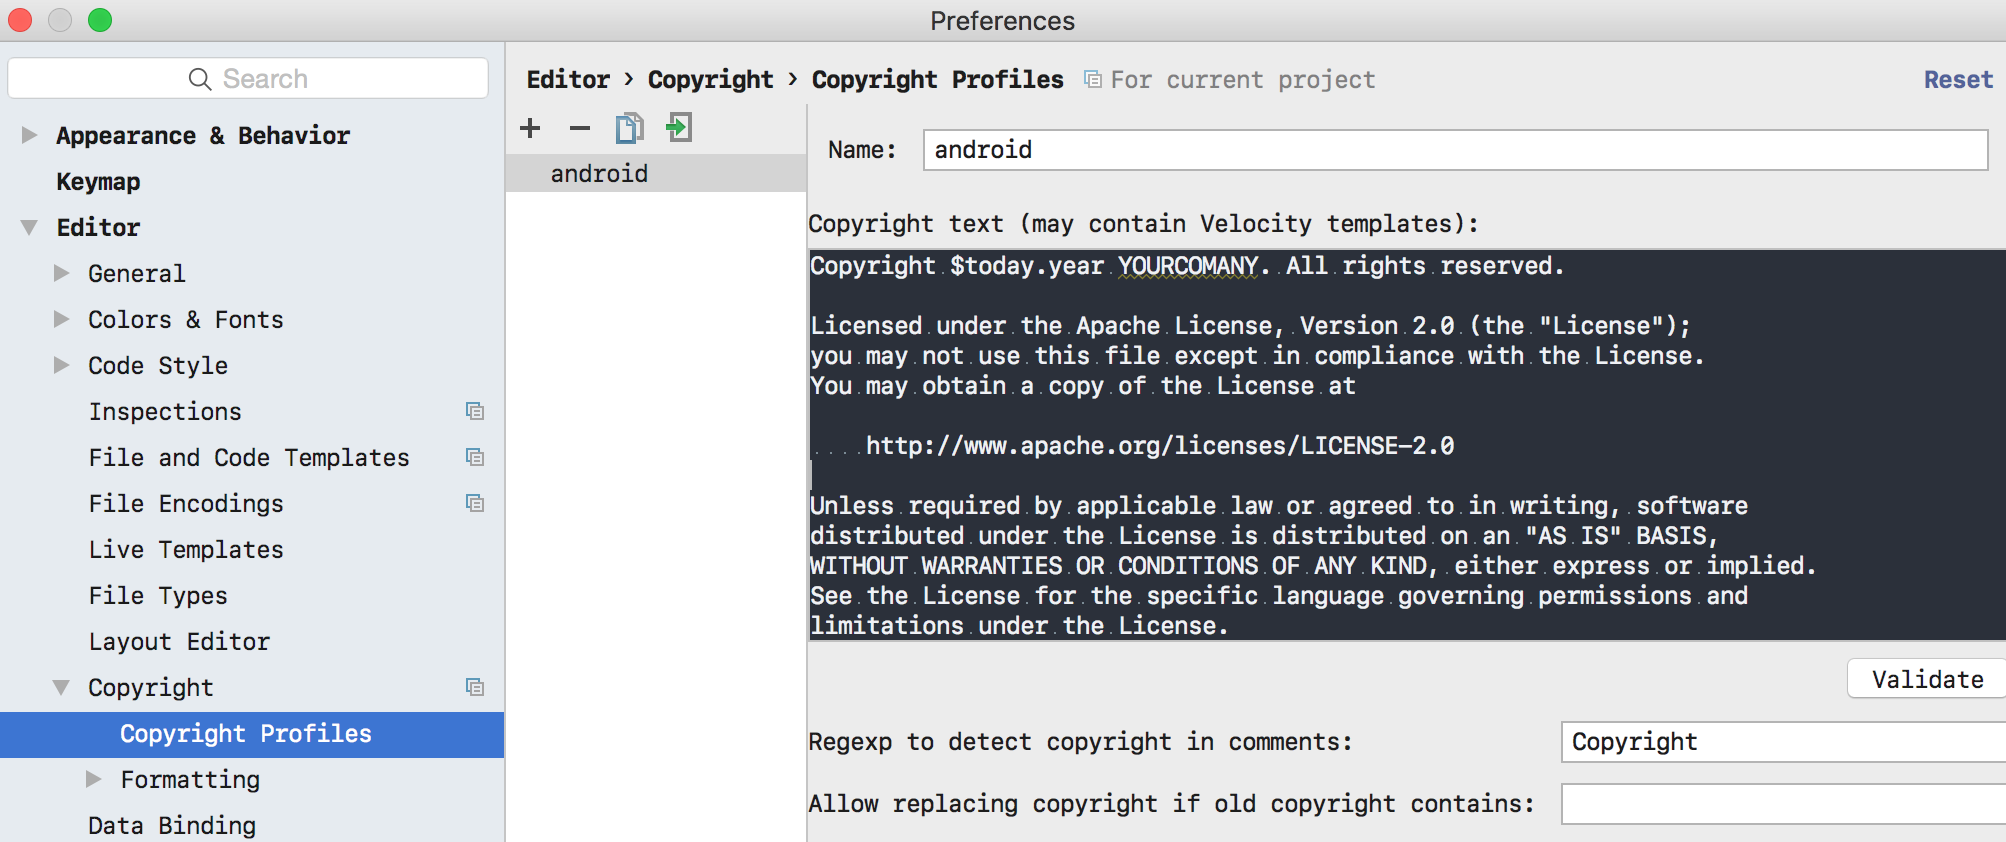 Preferences
Search
Appearance & Behavior
Keymap
Editor
General
Colors & Fonts
Code Style
Inspections
File and Code Templates
File Encodings
Live Templates
File Types
Layout Editor
Copyright
Copyright Profiles
Formatting
Data Binding
Editor › Copyright › Copyright Profiles For current project Reset
android
Name: android
Copyright text (may contain Velocity templates):
Copyright $today.year YOURCOMANY. All rights reserved.
Licensed under the Apache License, Version 2.0 (the "License");
you may not use this file except in compliance with the License.
You may obtain a copy of the License at
http://www.apache.org/licenses/LICENSE-2.0
Unless required by applicable law or agreed to in writing, software
distributed under the License is distributed on an "AS IS" BASIS,
WITHOUT WARRANTIES OR CONDITIONS OF ANY KIND, either express or implied.
See the License for the specific language governing permissions and
limitations under the License.
Validate
Regexp to detect copyright in comments: Copyright
Allow replacing copyright if old copyright contains: